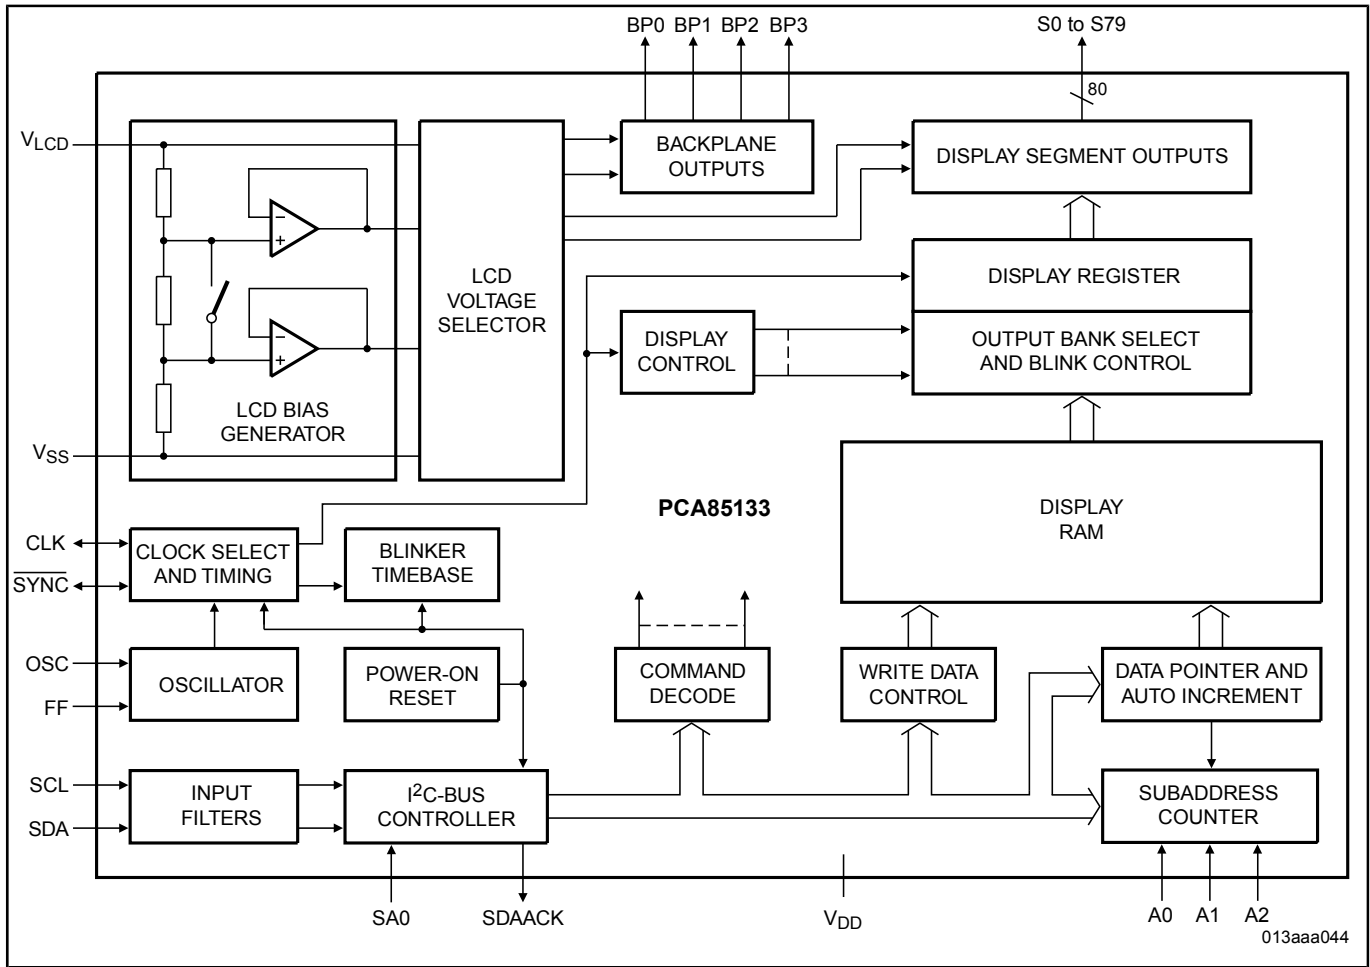 BP0 BP1 BP2 BP3
S0 to S79
80
VLCD
BACKPLANE
OUTPUTS
DISPLAY SEGMENT OUTPUTS
LCD
VOLTAGE
SELECTOR
DISPLAY REGISTER
DISPLAY
CONTROL
OUTPUT BANK SELECT
AND BLINK CONTROL
LCD BIAS
GENERATOR
VSS
PCA85133
DISPLAY
RAM
CLK
SYNC
CLOCK SELECT
AND TIMING
BLINKER
TIMEBASE
OSC
FF
OSCILLATOR
POWER-ON
RESET
COMMAND
DECODE
WRITE DATA
CONTROL
DATA POINTER AND
AUTO INCREMENT
SCL
SDA
INPUT
FILTERS
I2C-BUS
CONTROLLER
SUBADDRESS
COUNTER
SA0
SDAACK
VDD
A0 A1 A2
013aaa044